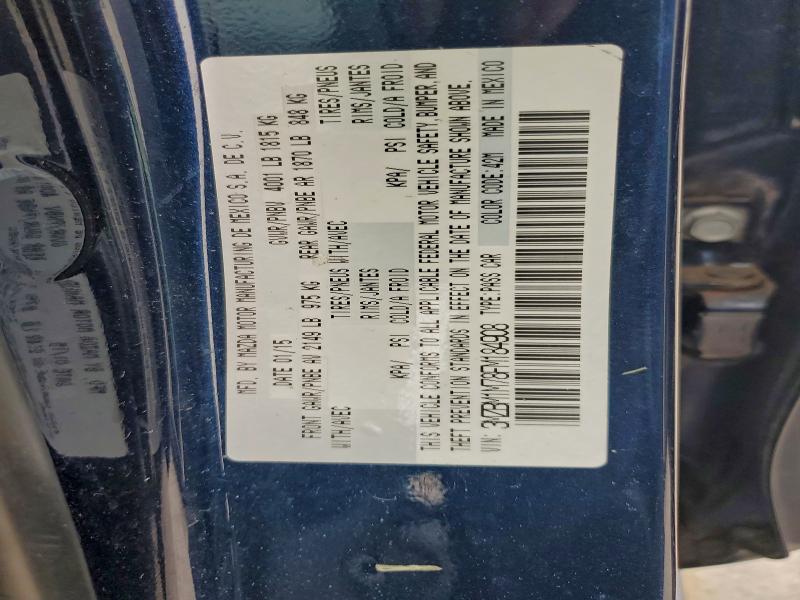 MFG. BY MAZDA MOTOR MANUFACTURING DE MEXICO S.A. DE C.V.
DATE 01/15 GVWR/PNBV 4001 LB 1815 KG
FRONT GAWR/PNBE AV 2149 LB 975 KG REAR GAWR/PNBE AR 1870 LB 848 KG
WITH/AVEC TIRES/PNEUS WITH/AVEC TIRES/PNEUS
RIMS/JANTES RIMS/JANTES
KPA/ PSI COLD/A FROID KPA/ PSI COLD/A FROID
THIS VEHICLE CONFORMS TO ALL APPLICABLE FEDERAL MOTOR VEHICLE SAFETY, BUMPER, AND
THEFT PREVENTION STANDARDS IN EFFECT ON THE DATE OF MANUFACTURE SHOWN ABOVE.
VIN: 3MZBM1M78FM184908 TYPE:PASS CAR COLOR CODE:42M MADE IN MEXICO